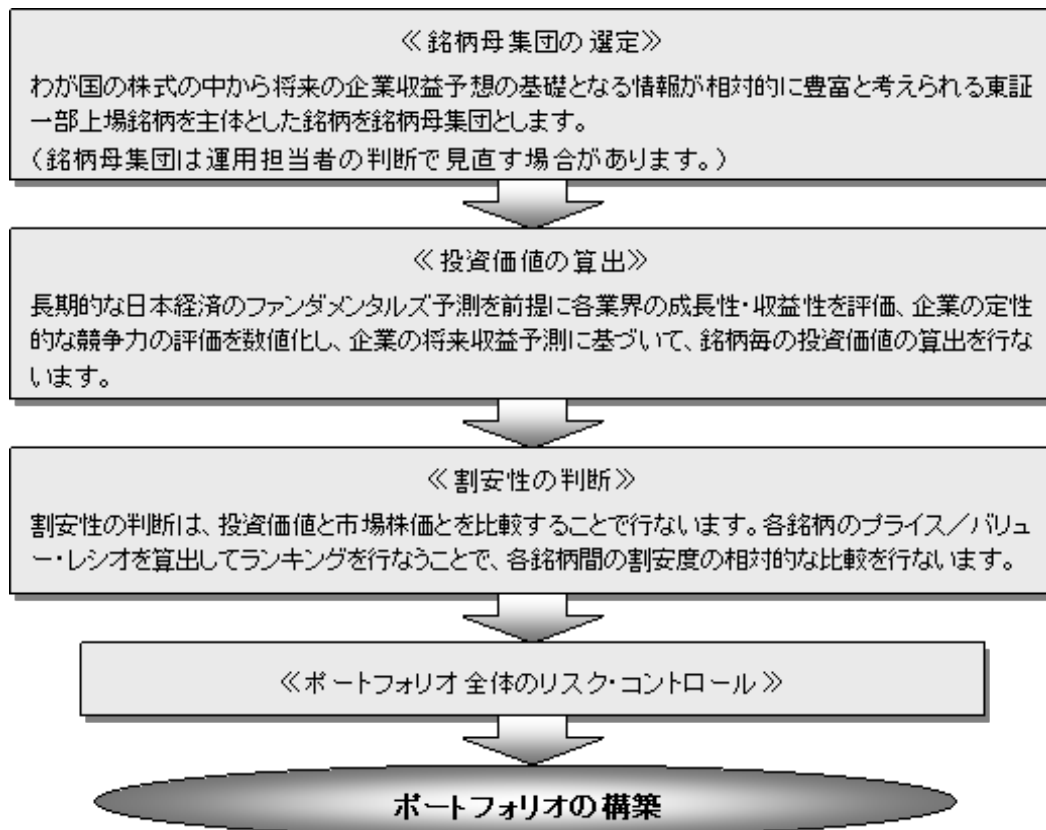 ≪銘柄母集団の選定≫
わが国の株式の中から将来の企業収益予想の基礎となる情報が相対的に豊富と考えられる東証
一部上場銘柄を主体とした銘柄を銘柄母集団とします。
（銘柄母集団は運用担当者の判断で見直す場合があります。）
≪投資価値の算出≫
長期的な日本経済のファンダメンタルズ予測を前提に各業界の成長性・収益性を評価、企業の定性
的な競争力の評価を数値化し、企業の将来収益予測に基づいて、銘柄毎の投資価値の算出を行な
います。
≪割安性の判断≫
割安性の判断は、投資価値と市場株価とを比較することで行ないます。各銘柄のプライス／バリュ
ー・レシオを算出してランキングを行なうことで、各銘柄間の割安度の相対的な比較を行ないます。
≪ポートフォリオ全体のリスク・コントロール≫
ポートフォリオの構築